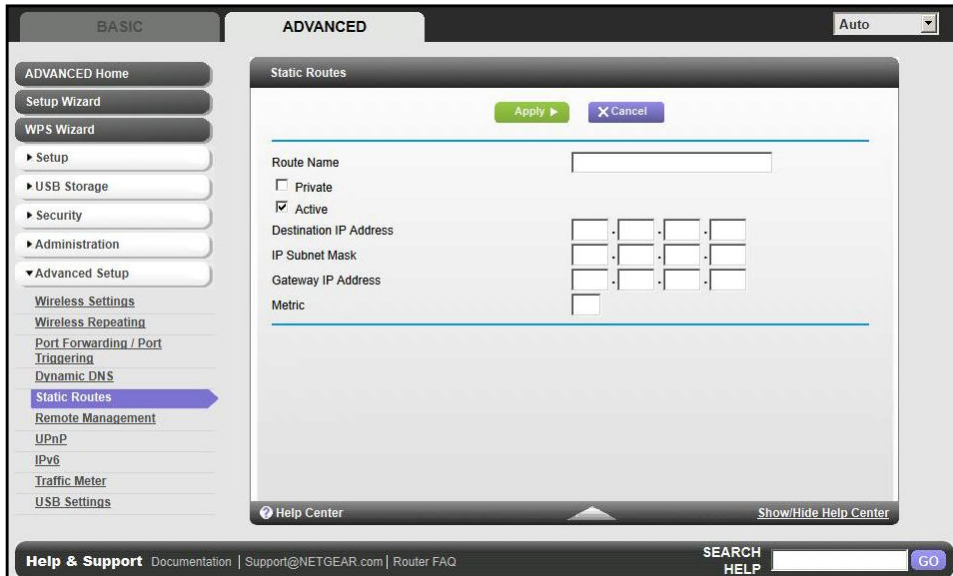 BASIC
ADVANCED
Auto
ADVANCED Home
Setup Wizard
WPS Wizard
Setup
USB Storage
Security
Administration
Advanced Setup
Wireless Settings
Wireless Repeating
Port Forwarding / Port
Triggering
Dynamic DNS
Static Routes
Remote Management
UPnP
IPv6
Traffic Meter
USB Settings
Static Routes
Apply
X Cancel
Route Name
Private
Active
Destination IP Address
IP Subnet Mask
Gateway IP Address
Metric
? Help Center
Show/Hide Help Center
Help & Support Documentation | Support@NETGEAR.com | Router FAQ
SEARCH
HELP
GO